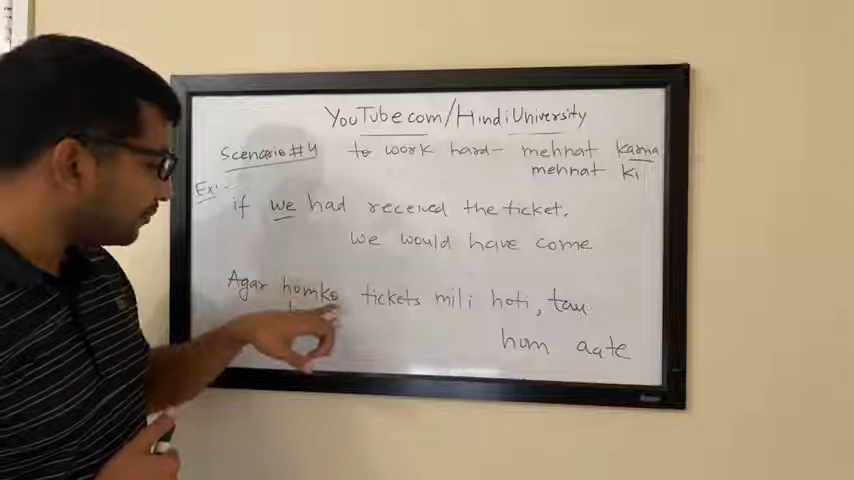 YouTube.com/HindiUniversity
Scenario#4 to work hard- mehnat karna
mehnat ki
Ex:-
if we had received the ticket,
we would have come
Agar humko tickets mili hoti, tau
hum aate